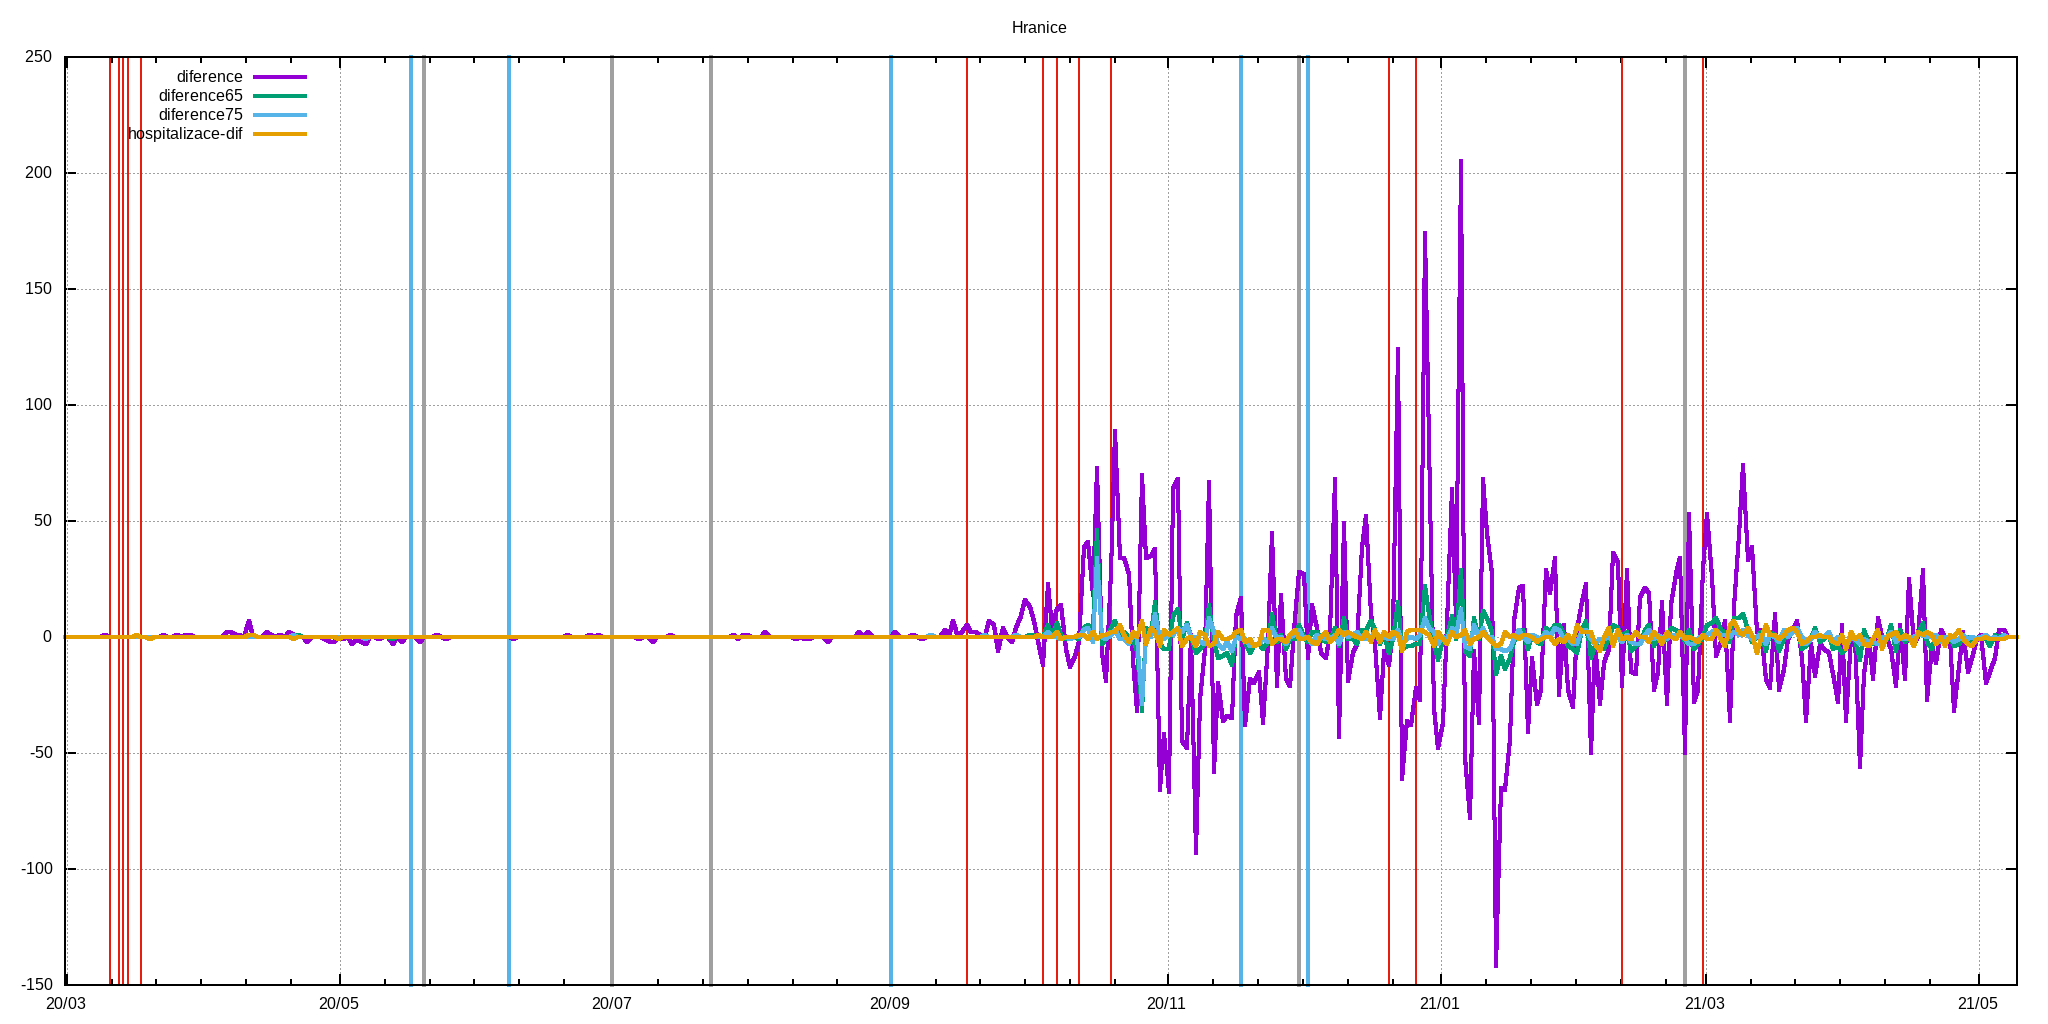 Hranice
250
200
150
100
50
0
-50
-100
-150
diference
diference65
diference75
hospitalizace-dif
20/03 20/05 20/07 20/09 20/11 21/01 21/03 21/05